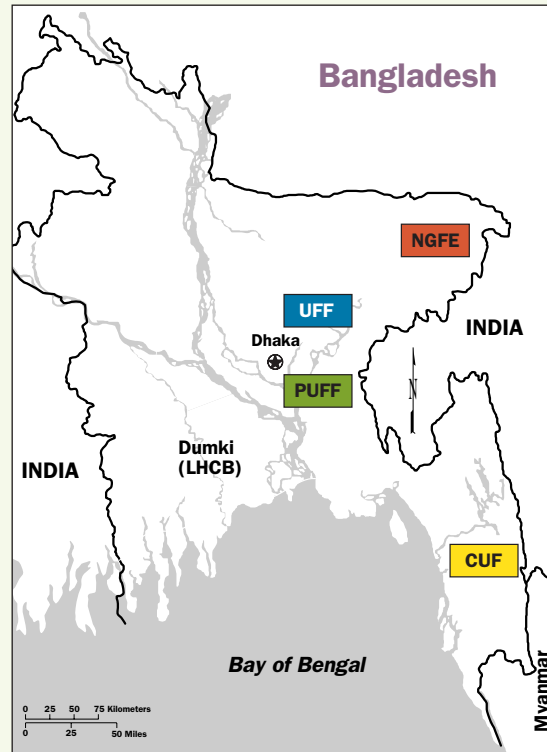 Bangladesh
NGFE
UFF
INDIA
Dhaka
PUFF
N
Dumki
(LHCB)
INDIA
CUF
Bay of Bengal
Myanmar
0 25 50 75 Kilometers
0 25 50 Miles